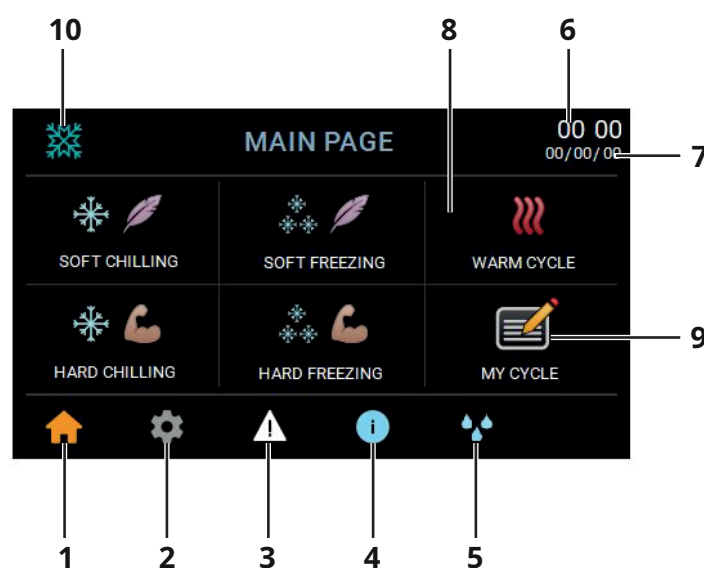 10 8 6
MAIN PAGE
00 00
00/00/00
7
SOFT CHILLING
SOFT FREEZING
WARM CYCLE
9
HARD CHILLING
HARD FREEZING
MY CYCLE
1 2 3 4 5